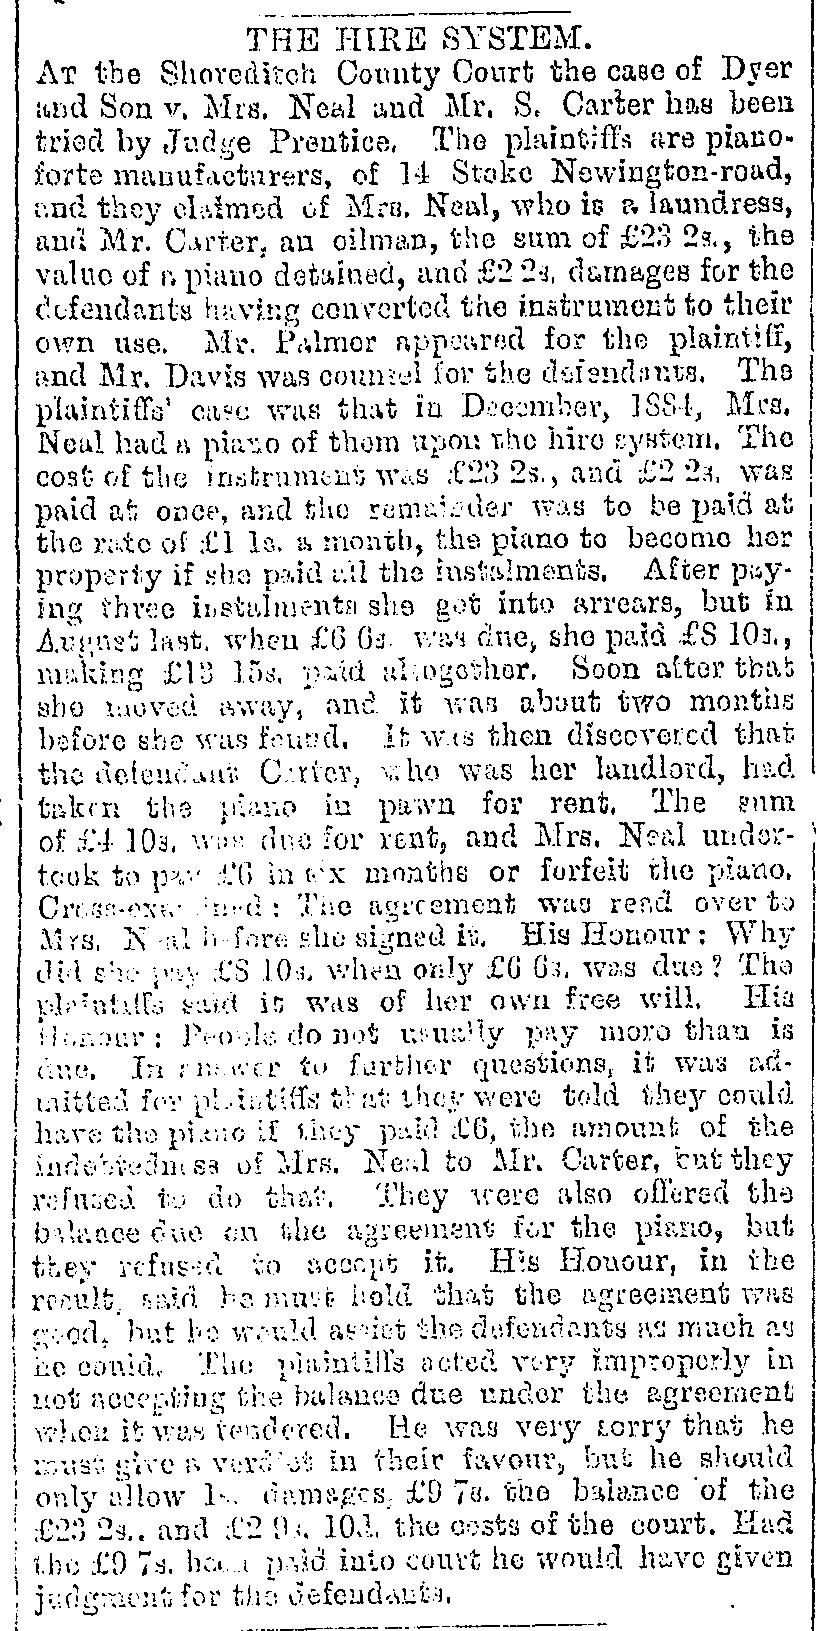 THE HIRE SYSTEM.
AT the Shoreditch County Court the case of Dyer
and Son v. Mrs. Neal and Mr. S. Carter has been
tried by Judge Prentice. The plaintiffs are piano-
forte manufacturers, of 14 Stoke Newington-road,
and they claimed of Mrs. Neal, who is a laundress,
and Mr. Carter, an oilman, the sum of £23 2s., the
value of a piano detained, and £2 2s. damages for the
defendants having converted the instrument to their
own use. Mr. Palmer appeared for the plaintiff,
and Mr. Davis was counsel for the defendants. The
plaintiffs' case was that in December, 1884, Mrs.
Neal had a piano of them upon the hire system. The
cost of the instrument was £23 2s., and £2 2s. was
paid at once, and the remainder was to be paid at
the rate of £1 1s. a month, the piano to become her
property if she paid all the instalments. After pay-
ing three instalments she got into arrears, but in
August last, when £6 6s. was due, she paid £8 10s.,
making £13 15s. paid altogether. Soon after that
she moved away, and it was about two months
before she was found. It was then discovered that
the defendant Carter, who was her landlord, had
taken the piano in pawn for rent. The sum
of £4 10s. was due for rent, and Mrs. Neal under-
took to pay £6 in six months or forfeit the piano.
Cross-examined: The agreement was read over to
Mrs. Neal before she signed it. His Honour: Why
did she pay £8 10s. when only £6 6s. was due? The
plaintiffs said it was of her own free will. His
Honour: People do not usually pay more than is
due. In answer to further questions, it was ad-
mitted for plaintiffs that they were told they could
have the piano if they paid £6, the amount of the
indebtedness of Mrs. Neal to Mr. Carter, but they
refused to do that. They were also offered the
balance due on the agreement for the piano, but
they refused to accept it. His Honour, in the
result, said he must hold that the agreement was
good, but he would assist the defendants as much as
he could. The plaintiffs acted very improperly in
not accepting the balance due under the agreement
when it was tendered. He was very sorry that he
must give a verdict in their favour, but he should
only allow 1s. damages, £9 7s. the balance of the
£23 2s., and £2 9s. 10d. the costs of the court. Had
the £9 7s. been paid into court he would have given
judgment for the defendants.